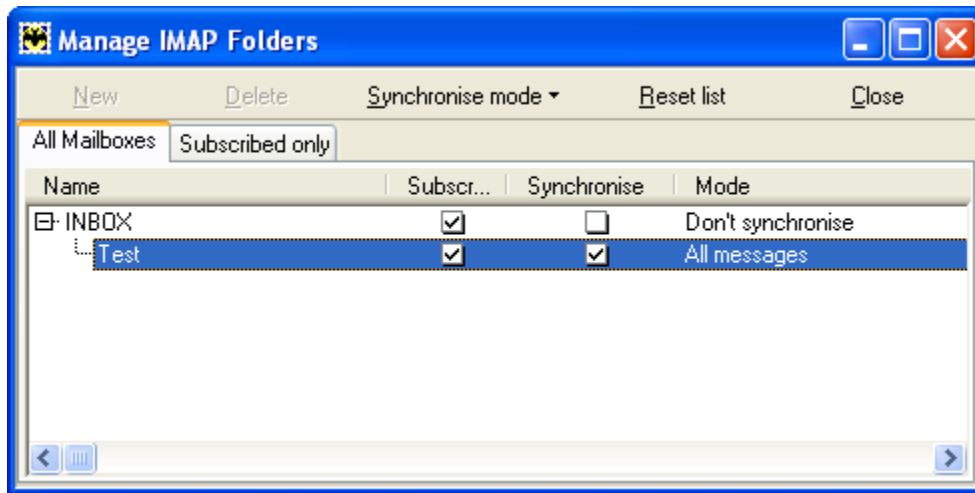 Manage IMAP Folders
New Delete Synchronise mode Reset list Close
All Mailboxes Subscribed only
Name Subscr... Synchronise Mode
INBOX Don't synchronise
Test All messages